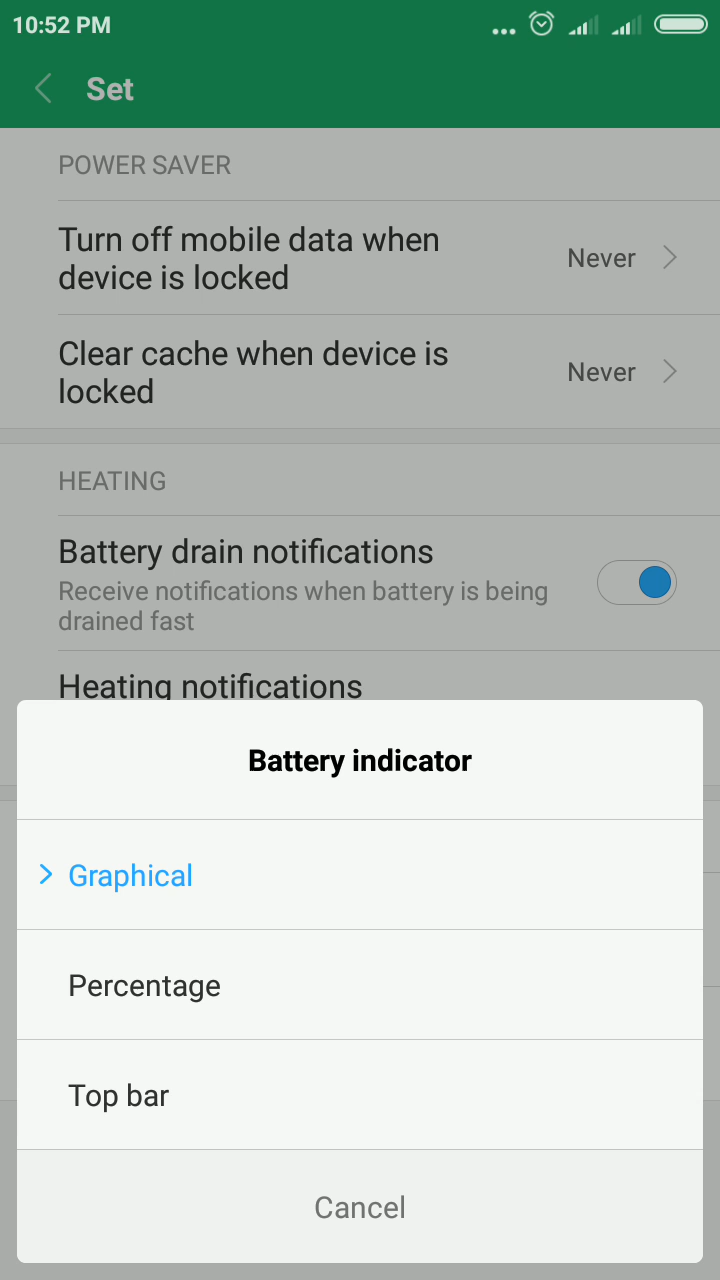 10:52 PM
Set
POWER SAVER
Turn off mobile data when
device is locked
Never
Clear cache when device is
locked
Never
HEATING
Battery drain notifications
Receive notifications when battery is being
drained fast
Heating notifications
Battery indicator
Graphical
Percentage
Top bar
Cancel